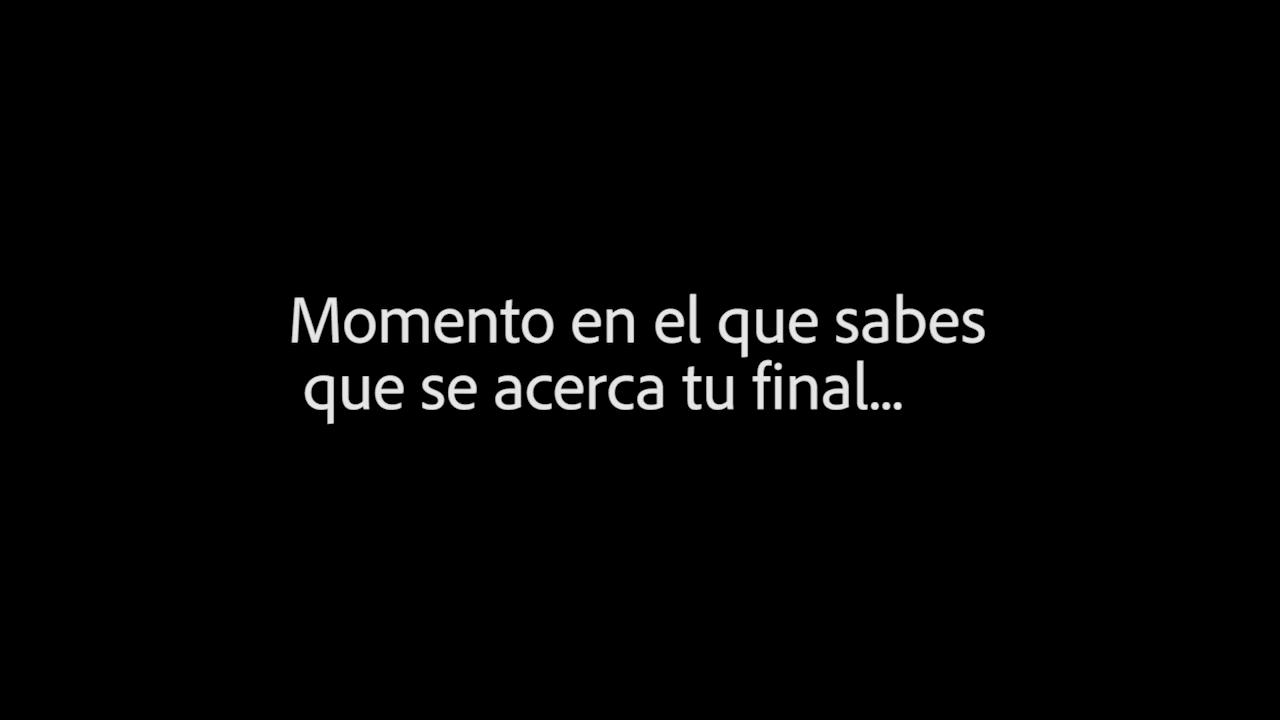 Momento en el que sabes
que se acerca tu final...